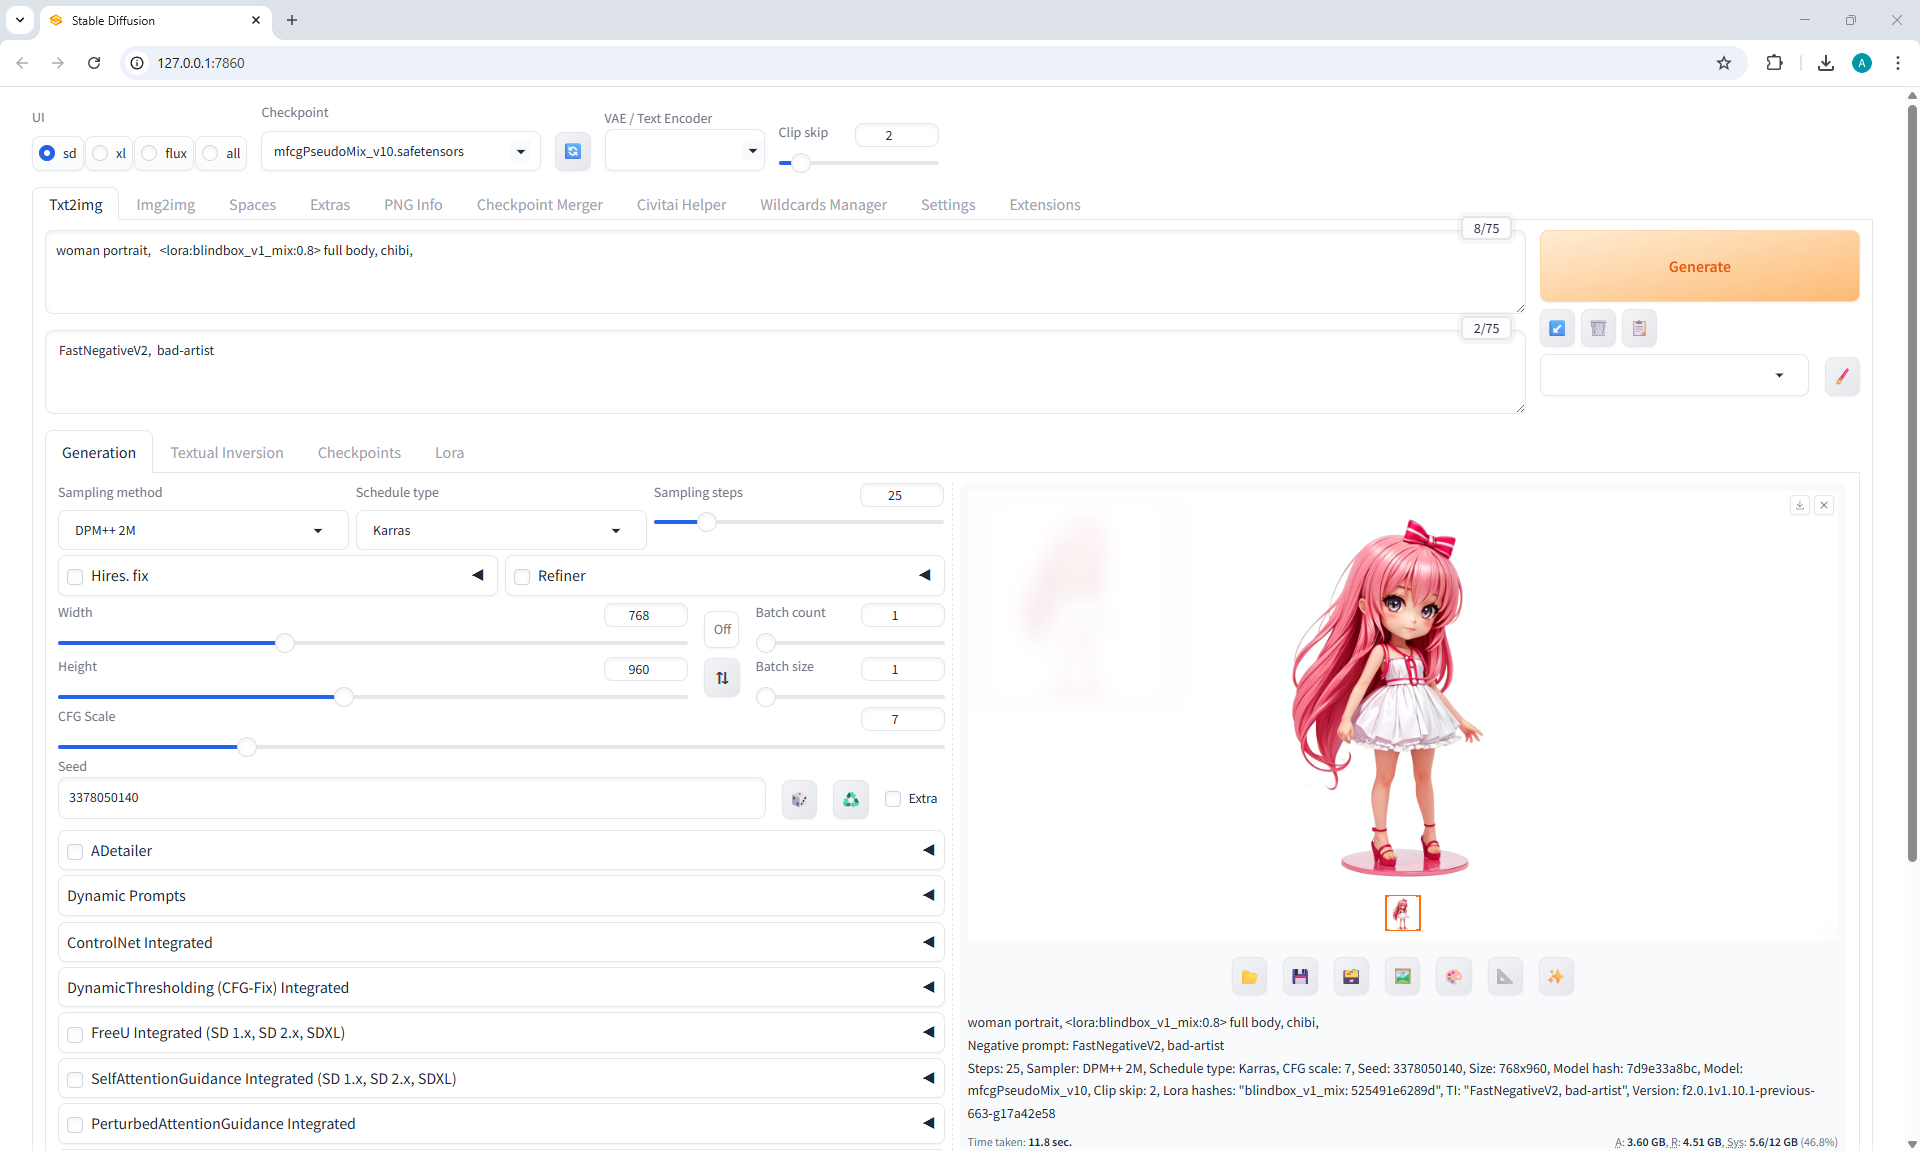 Stable Diffusion
127.0.0.1:7860
A
UI
sd xl flux all
Checkpoint
mfcgPseudoMix_v10.safetensors
VAE / Text Encoder
Clip skip 2
Txt2img Img2img Spaces Extras PNG Info Checkpoint Merger Civitai Helper Wildcards Manager Settings Extensions
8/75
woman portrait, <lora:blindbox_v1_mix:0.8> full body, chibi,
Generate
2/75
FastNegativeV2, bad-artist
Generation Textual Inversion Checkpoints Lora
Sampling method Schedule type Sampling steps 25
DPM++ 2M Karras
Hires. fix Refiner
Width 768 Off Batch count 1
Height 960 Batch size 1
CFG Scale 7
Seed
3378050140 Extra
ADetailer
Dynamic Prompts
ControlNet Integrated
DynamicThresholding (CFG-Fix) Integrated
FreeU Integrated (SD 1.x, SD 2.x, SDXL)
SelfAttentionGuidance Integrated (SD 1.x, SD 2.x, SDXL)
PerturbedAttentionGuidance Integrated
woman portrait, <lora:blindbox_v1_mix:0.8> full body, chibi,
Negative prompt: FastNegativeV2, bad-artist
Steps: 25, Sampler: DPM++ 2M, Schedule type: Karras, CFG scale: 7, Seed: 3378050140, Size: 768x960, Model hash: 7d9e33a8bc, Model:
mfcgPseudoMix_v10, Clip skip: 2, Lora hashes: "blindbox_v1_mix: 525491e6289d", TI: "FastNegativeV2, bad-artist", Version: f2.0.1v1.10.1-previous-
663-g17a42e58
Time taken: 11.8 sec.
A: 3.60 GB, R: 4.51 GB, Sys: 5.6/12 GB (46.8%)